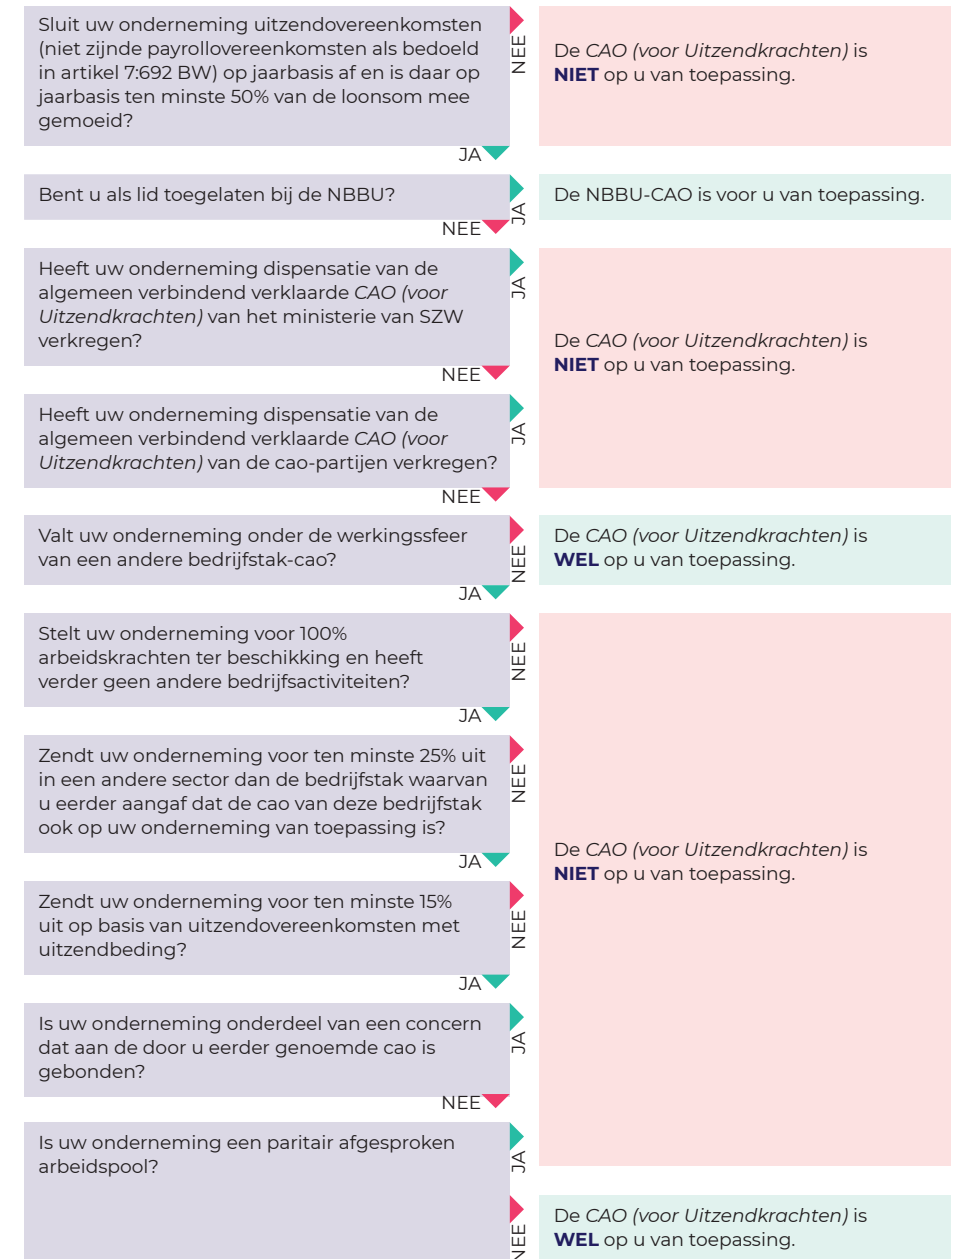 Sluit uw onderneming uitzendovereenkomsten
(niet zijnde payrollovereenkomsten als bedoeld
in artikel 7:692 BW) op jaarbasis af en is daar op
jaarbasis ten minste 50% van de loonsom mee
gemoeid?
NEE
De CAO (voor Uitzendkrachten) is
NIET op u van toepassing.
JA
Bent u als lid toegelaten bij de NBBU?
JA
De NBBU-CAO is voor u van toepassing.
NEE
Heeft uw onderneming dispensatie van de
algemeen verbindend verklaarde CAO (voor
Uitzendkrachten) van het ministerie van SZW
verkregen?
JA
De CAO (voor Uitzendkrachten) is
NIET op u van toepassing.
NEE
Heeft uw onderneming dispensatie van de
algemeen verbindend verklaarde CAO (voor
Uitzendkrachten) van de cao-partijen verkregen?
JA
NEE
Valt uw onderneming onder de werkingssfeer
van een andere bedrijfstak-cao?
NEE
De CAO (voor Uitzendkrachten) is
WEL op u van toepassing.
JA
Stelt uw onderneming voor 100%
arbeidskrachten ter beschikking en heeft
verder geen andere bedrijfsactiviteiten?
NEE
JA
Zendt uw onderneming voor ten minste 25% uit
in een andere sector dan de bedrijfstak waarvan
u eerder aangaf dat de cao van deze bedrijfstak
ook op uw onderneming van toepassing is?
NEE
De CAO (voor Uitzendkrachten) is
NIET op u van toepassing.
JA
Zendt uw onderneming voor ten minste 15%
uit op basis van uitzendovereenkomsten met
uitzendbeding?
NEE
JA
Is uw onderneming onderdeel van een concern
dat aan de door u eerder genoemde cao is
gebonden?
JA
NEE
Is uw onderneming een paritair afgesproken
arbeidspool?
JA
NEE
De CAO (voor Uitzendkrachten) is
WEL op u van toepassing.